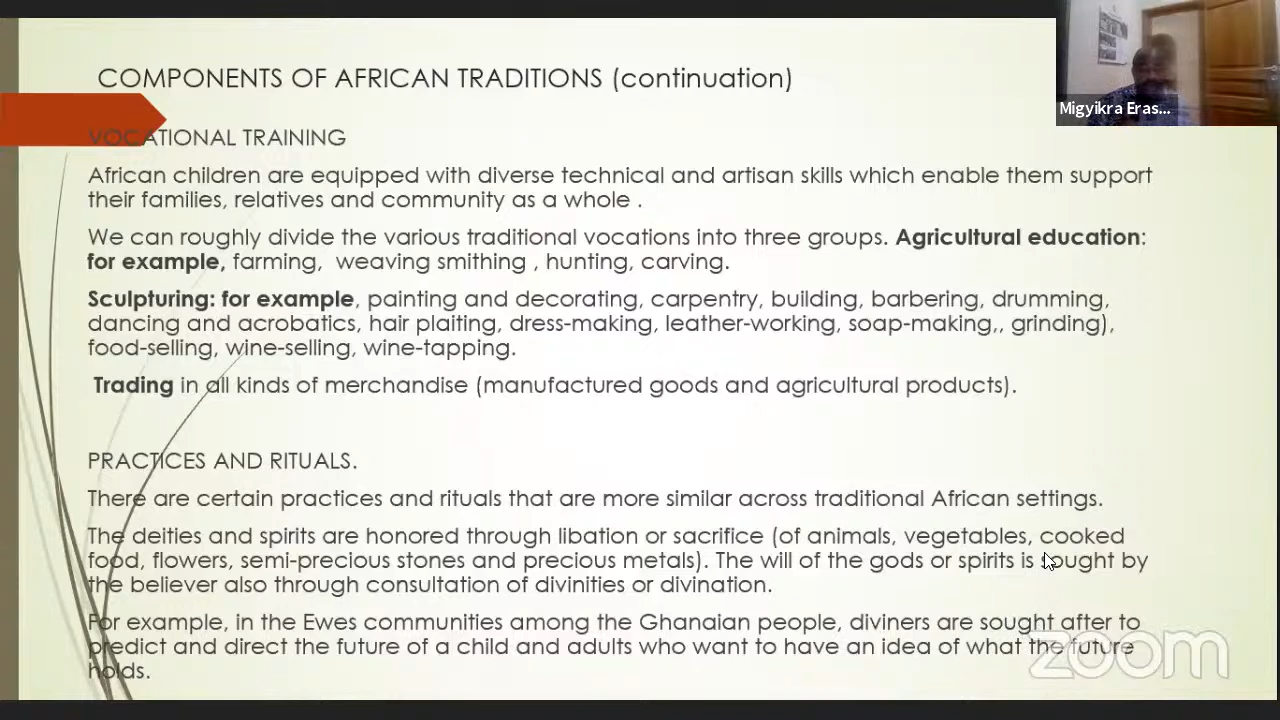 COMPONENTS OF AFRICAN TRADITIONS (continuation)
Migyikra Eras...
VOCATIONAL TRAINING
African children are equipped with diverse technical and artisan skills which enable them support
their families, relatives and community as a whole .
We can roughly divide the various traditional vocations into three groups. Agricultural education:
for example, farming,  weaving smithing , hunting, carving.
Sculpturing: for example, painting and decorating, carpentry, building, barbering, drumming,
dancing and acrobatics, hair plaiting, dress-making, leather-working, soap-making,, grinding),
food-selling, wine-selling, wine-tapping.
Trading in all kinds of merchandise (manufactured goods and agricultural products).
PRACTICES AND RITUALS.
There are certain practices and rituals that are more similar across traditional African settings.
The deities and spirits are honored through libation or sacrifice (of animals, vegetables, cooked
food, flowers, semi-precious stones and precious metals). The will of the gods or spirits is sought by
the believer also through consultation of divinities or divination.
For example, in the Ewes communities among the Ghanaian people, diviners are sought after to
predict and direct the future of a child and adults who want to have an idea of what the future
holds.
zoom